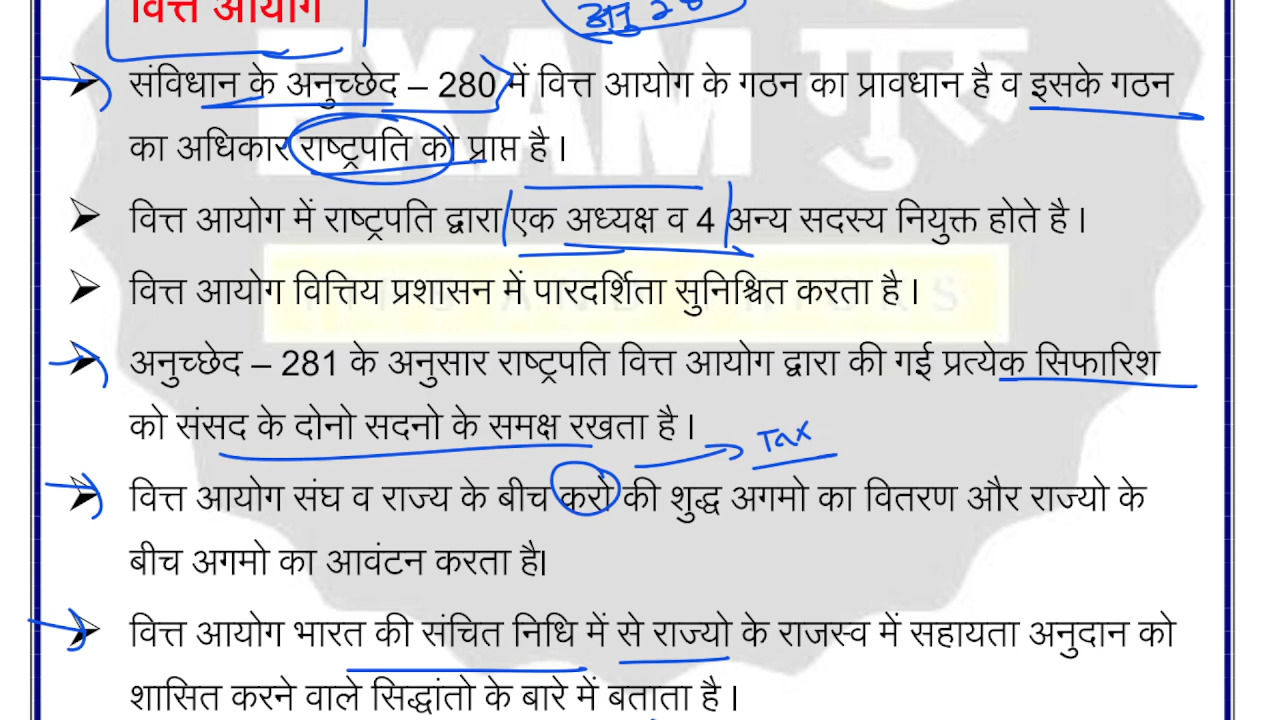 वित्त आयोग
अनु २८
संविधान के अनुच्छेद – 280 में वित्त आयोग के गठन का प्रावधान है व इसके गठन
का अधिकार राष्ट्रपति को प्राप्त है ।
वित्त आयोग में राष्ट्रपति द्वारा एक अध्यक्ष व 4 अन्य सदस्य नियुक्त होते है ।
वित्त आयोग वित्तिय प्रशासन में पारदर्शिता सुनिश्चित करता है ।
अनुच्छेद – 281 के अनुसार राष्ट्रपति वित्त आयोग द्वारा की गई प्रत्येक सिफारिश
को संसद के दोनो सदनो के समक्ष रखता है ।
Tax
वित्त आयोग संघ व राज्य के बीच करो की शुद्ध अगमो का वितरण और राज्यो के
बीच अगमो का आवंटन करता है।
वित्त आयोग भारत की संचित निधि में से राज्यो के राजस्व में सहायता अनुदान को
शासित करने वाले सिद्धांतो के बारे में बताता है ।
EXAM गुरू